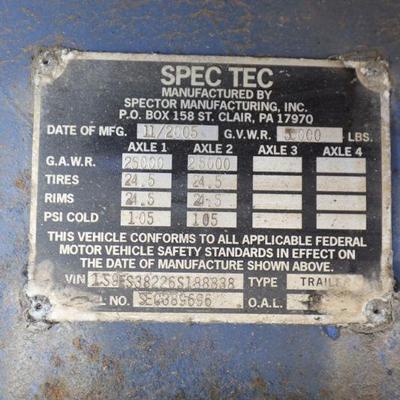 SPEC TEC
MANUFACTURED BY
SPECTOR MANUFACTURING, INC.
P.O. BOX 158 ST. CLAIR, PA 17970
DATE OF MFG. 11/2005 G.V.W.R. LBS.
AXLE 1 AXLE 2 AXLE 3 AXLE 4
G.A.W.R. 25000 25000
TIRES 24.5 24.5
RIMS 24.5 24.5
PSI COLD 105 105
THIS VEHICLE CONFORMS TO ALL APPLICABLE FEDERAL
MOTOR VEHICLE SAFETY STANDARDS IN EFFECT ON
THE DATE OF MANUFACTURE SHOWN ABOVE.
VIN TYPE
NO. O.A.L.